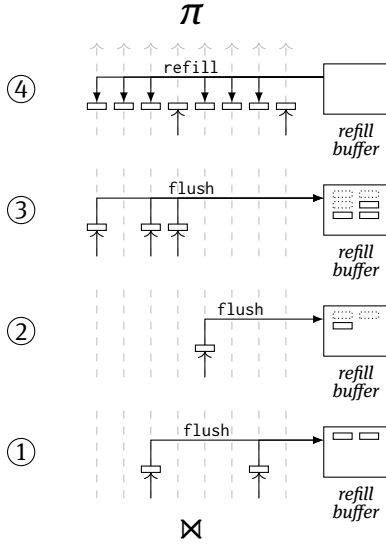 π
④
refill
refill
buffer
③
flush
refill
buffer
②
flush
refill
buffer
①
flush
refill
buffer
⋈